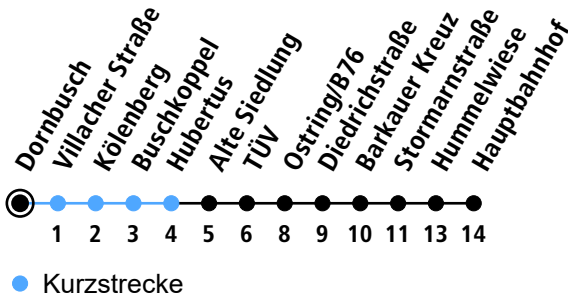 Dornbusch
Villacher Straße
Kölenberg
Buschkoppel
Hubertus
Alte Siedlung
TÜV
Ostring/B76
Diedrichstraße
Barkauer Kreuz
Stormarnstraße
Hummelwiese
Hauptbahnhof
1 2 3 4 5 6 8 9 10 11 13 14
Kurzstrecke